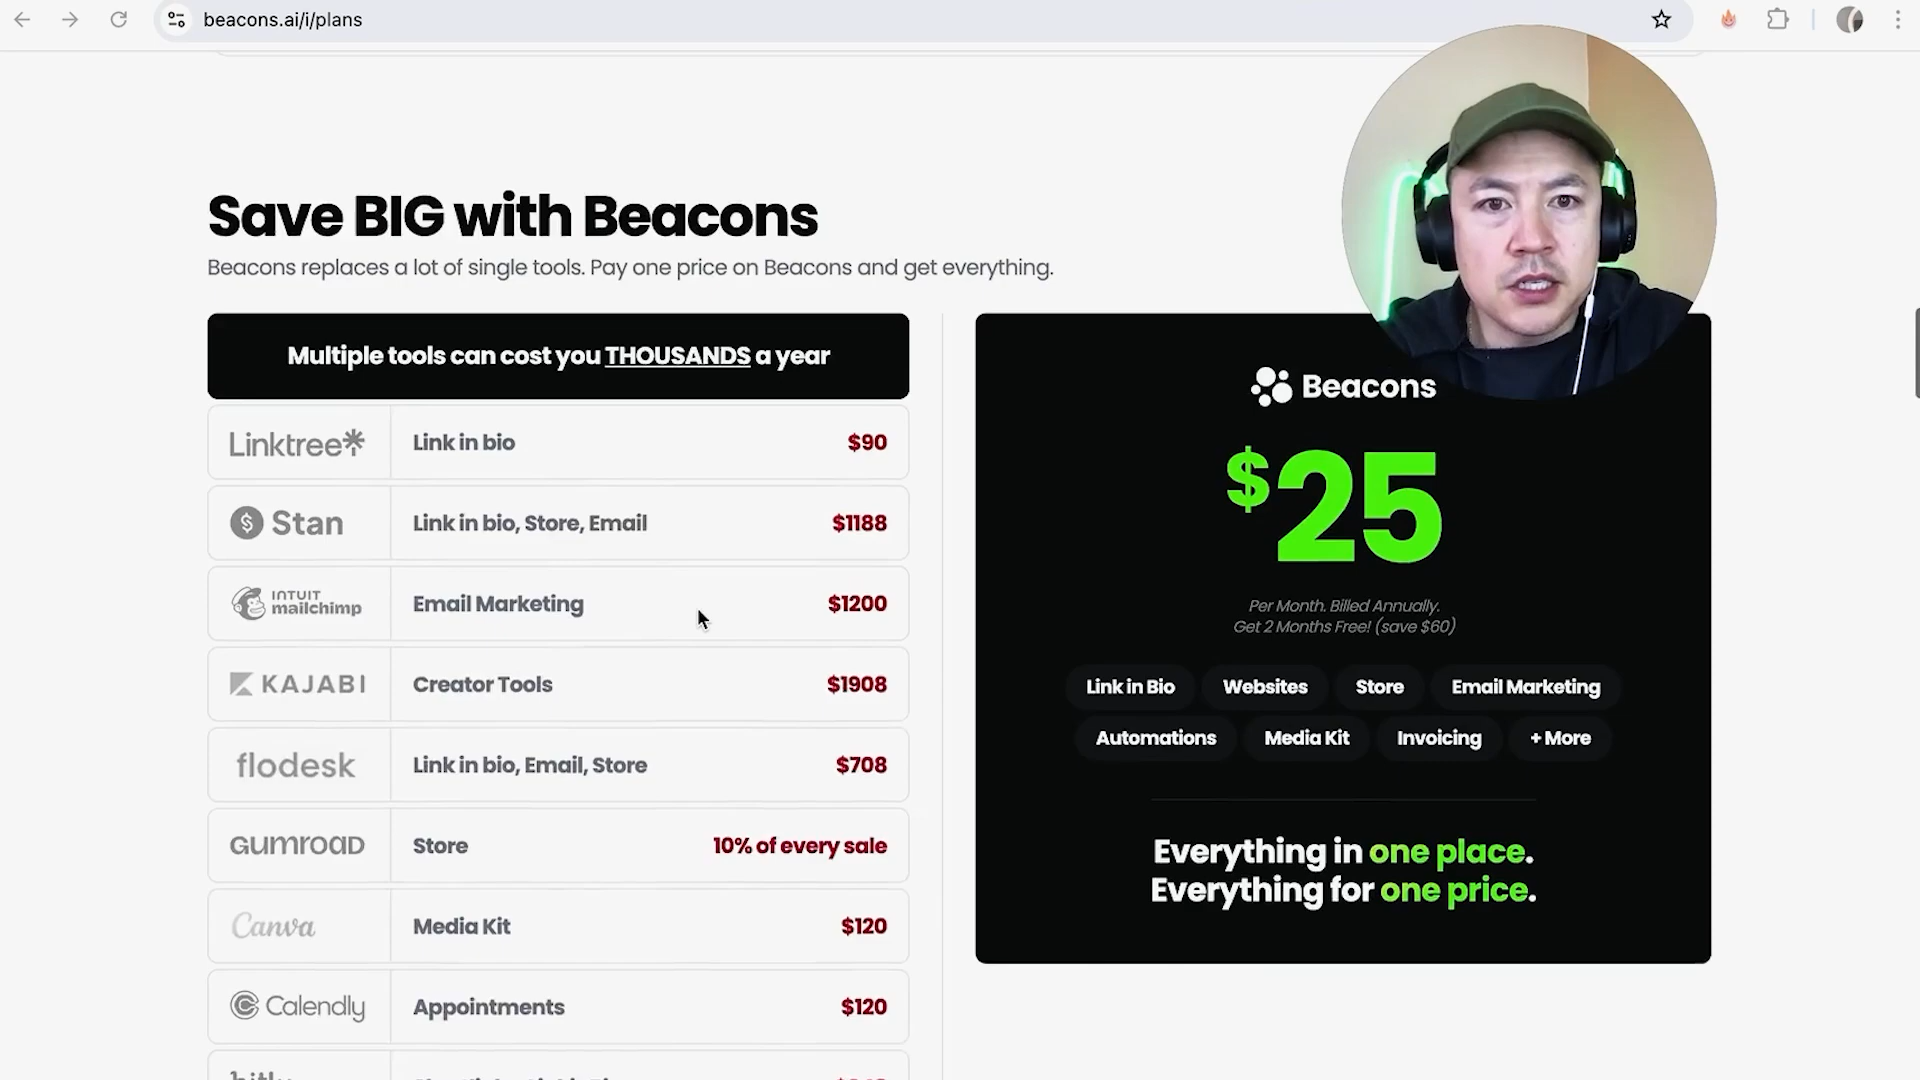 beacons.ai/i/plans
Save BIG with Beacons
Beacons replaces a lot of single tools. Pay one price on Beacons and get everything.
Multiple tools can cost you THOUSANDS a year
Linktree Link in bio $90
Stan Link in bio, Store, Email $1188
INTUIT
mailchimp Email Marketing $1200
KAJABI Creator Tools $1908
flodesk Link in bio, Email, Store $708
GUMROAD Store 10% of every sale
Canva Media Kit $120
Calendly Appointments $120
Beacons
$25
Per Month. Billed Annually.
Get 2 Months Free! (save $60)
Link in Bio Websites Store Email Marketing
Automations Media Kit Invoicing + More
Everything in one place.
Everything for one price.